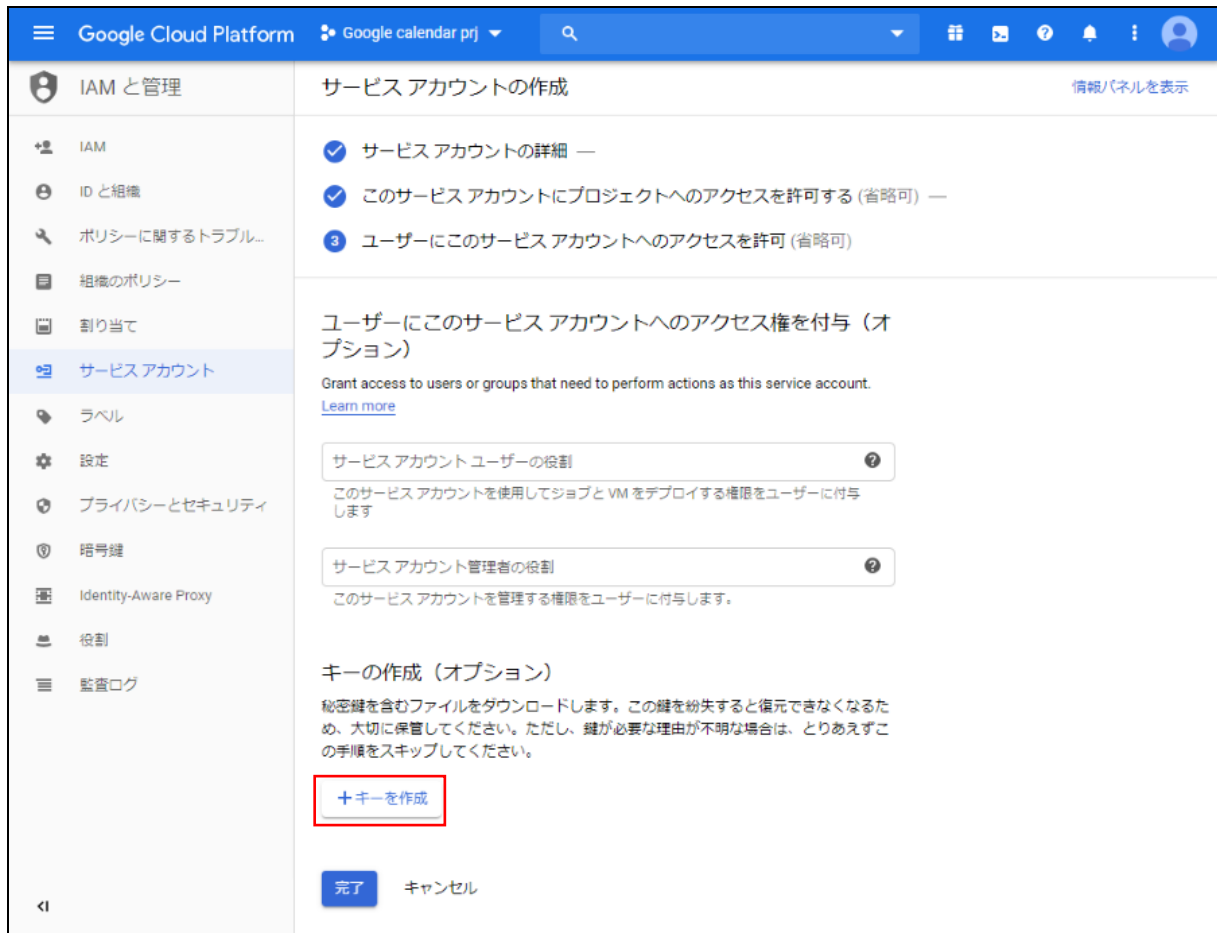 Google Cloud Platform
Google calendar prj
IAM と管理
サービス アカウントの作成
情報パネルを表示
IAM
ID と組織
ポリシーに関するトラブル...
組織のポリシー
割り当て
サービス アカウント
ラベル
設定
プライバシーとセキュリティ
暗号鍵
Identity-Aware Proxy
役割
監査ログ
サービス アカウントの詳細 —
このサービス アカウントにプロジェクトへのアクセスを許可する (省略可) —
3 ユーザーにこのサービス アカウントへのアクセスを許可 (省略可)
ユーザーにこのサービス アカウントへのアクセス権を付与（オ
プション）
Grant access to users or groups that need to perform actions as this service account.
Learn more
サービス アカウント ユーザーの役割
このサービス アカウントを使用してジョブと VM をデプロイする権限をユーザーに付与
します
サービス アカウント管理者の役割
このサービス アカウントを管理する権限をユーザーに付与します。
キーの作成（オプション）
秘密鍵を含むファイルをダウンロードします。この鍵を紛失すると復元できなくなるた
め、大切に保管してください。ただし、鍵が必要な理由が不明な場合は、とりあえずこ
の手順をスキップしてください。
+キーを作成
完了
キャンセル